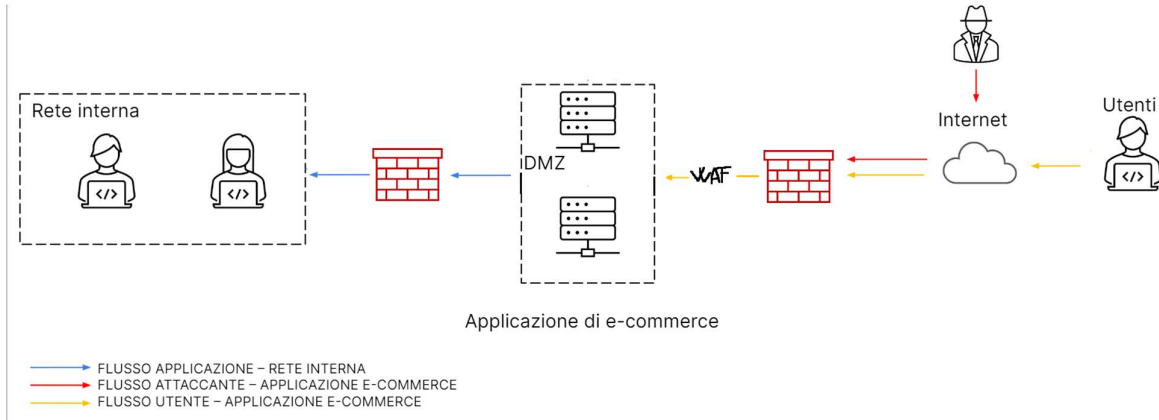 Rete interna
DMZ
WAF
Internet
Utenti
Applicazione di e-commerce
FLUSSO APPLICAZIONE – RETE INTERNA
FLUSSO ATTACCANTE – APPLICAZIONE E-COMMERCE
FLUSSO UTENTE – APPLICAZIONE E-COMMERCE